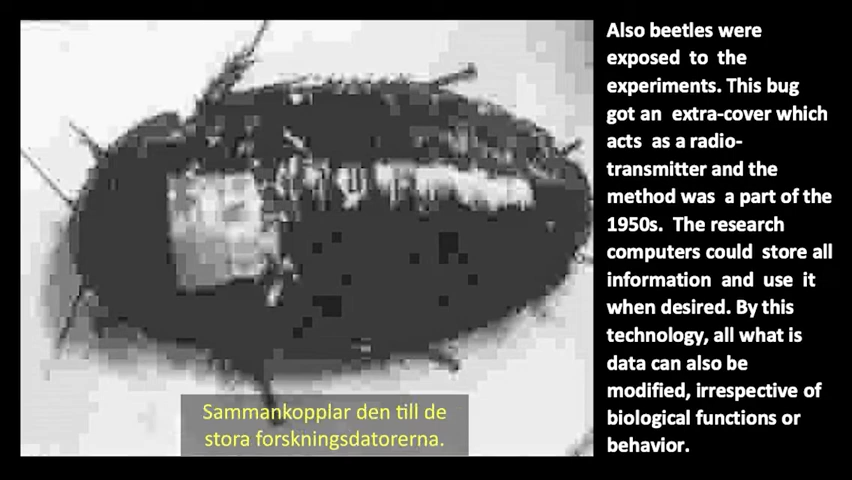 Also beetles were
exposed to the
experiments. This bug
got an extra-cover which
acts as a radio-
transmitter and the
method was a part of the
1950s. The research
computers could store all
information and use it
when desired. By this
technology, all what is
data can also be
modified, irrespective of
biological functions or
behavior.
Sammankopplar den till de
stora forskningsdatorerna.